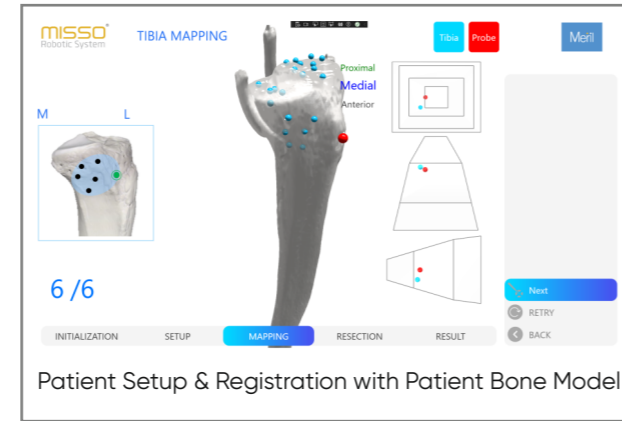 MISSO
Robotic System
TIBIA MAPPING
Tibia
Probe
Meril
Proximal
Medial
Anterior
M
L
6 /6
Next
RETRY
BACK
INITIALIZATION
SETUP
MAPPING
RESECTION
RESULT
Patient Setup & Registration with Patient Bone Model